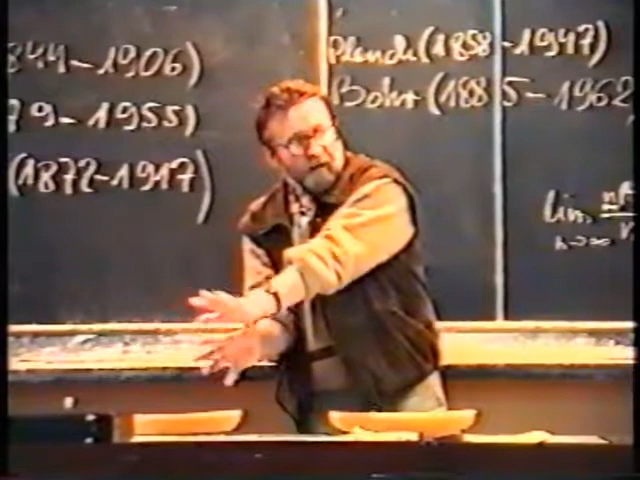 844-1906)
79-1955)
(1872-1917)
Planck (1858-1947)
Bohr (1885-1962
lim
n→∞